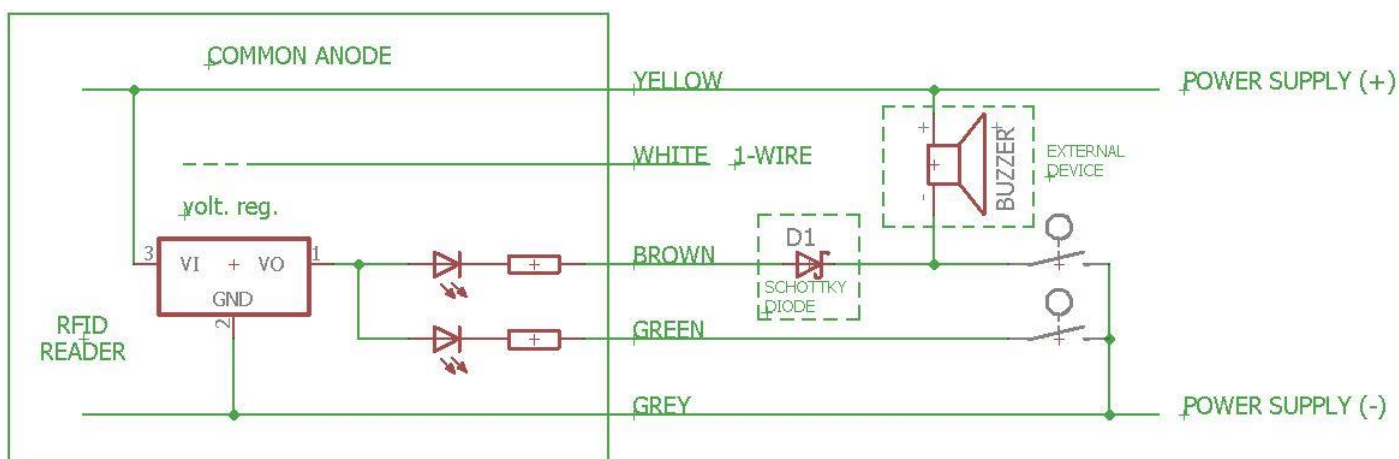 COMMON ANODE
YELLOW
POWER SUPPLY (+)
+
BUZZER
-
EXTERNAL
DEVICE
WHITE
1-WIRE
volt. reg.
3
VI
VO
1
GND
2
BROWN
D1
SCHOTTKY
DIODE
RFID
READER
GREEN
GREY
POWER SUPPLY (-)